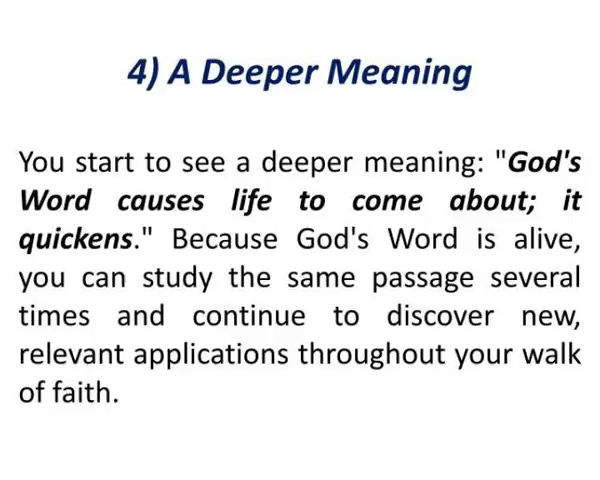 4) A Deeper Meaning
You start to see a deeper meaning: "God's
Word causes life to come about; it
quickens." Because God's Word is alive,
you can study the same passage several
times and continue to discover new,
relevant applications throughout your walk
of faith.